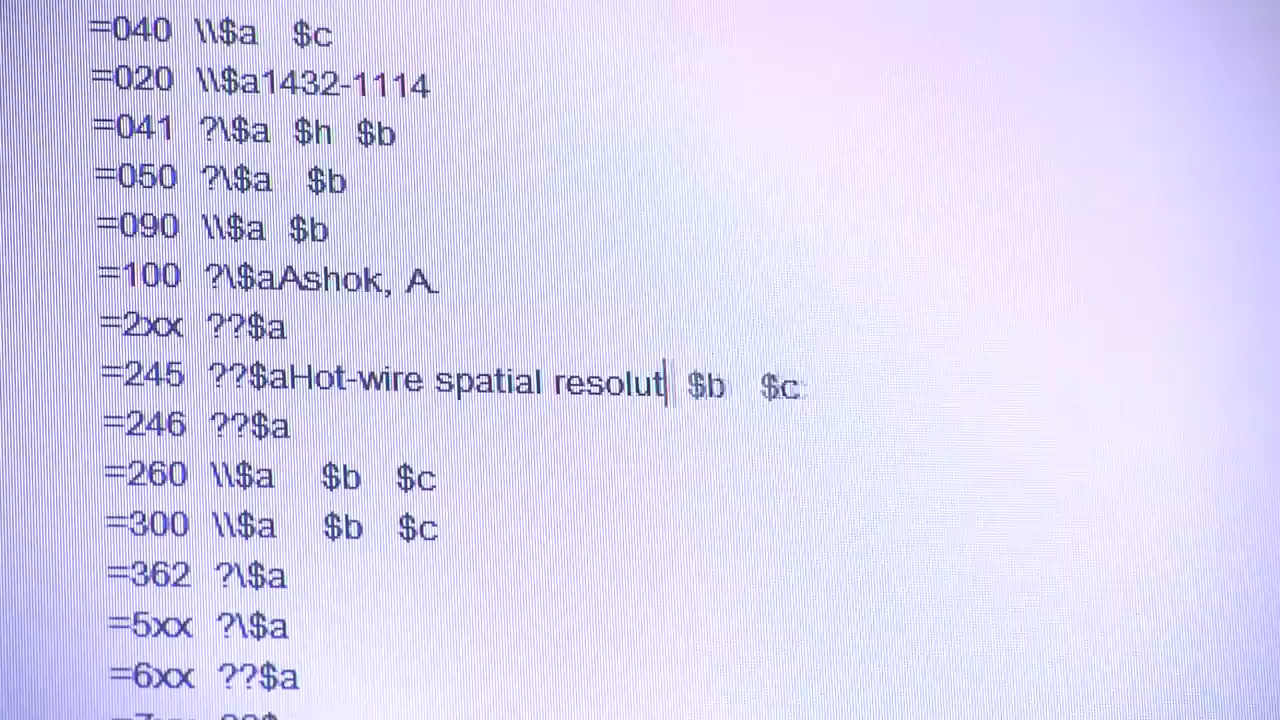 =040 \\$a $c
=020 \\$a1432-1114
=041 ?\$a $h $b
=050 ?\$a $b
=090 \\$a $b
=100 ?\$aAshok, A.
=2xx ??$a
=245 ??$aHot-wire spatial resolut $b $c
=246 ??$a
=260 \\$a $b $c
=300 \\$a $b $c
=362 ?\$a
=5xx ?\$a
=6xx ??$a